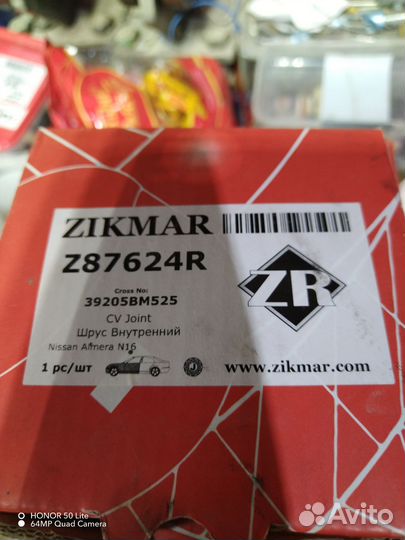 ZIKMAR
Z87624R
Cross No:
39205BM525
CV Joint
Шрус Внутренний
Nissan Almera N16
1 pc/шт
ZR
www.zikmar.com
HONOR 50 Lite
64MP Quad Camera
Avito